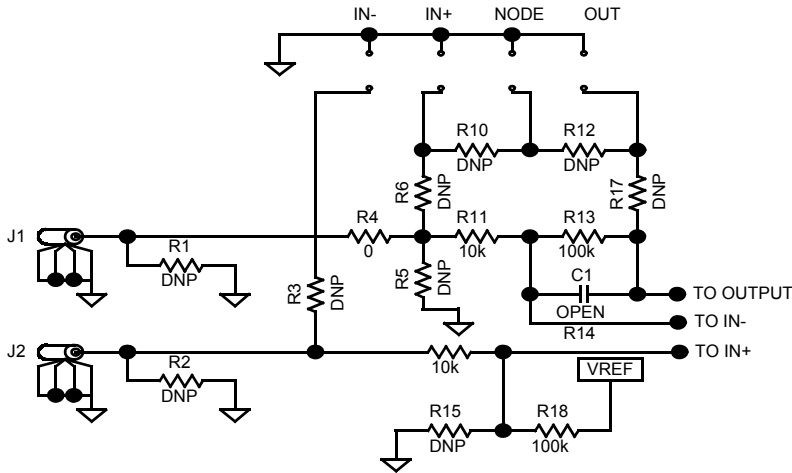 IN-
IN+
NODE
OUT
R10
DNP
R12
DNP
R6
DNP
R17
DNP
J1
R1
DNP
R4
0
R11
10k
R13
100k
R3
DNP
R5
DNP
C1
OPEN
TO OUTPUT
R14
TO IN-
J2
R2
DNP
10k
TO IN+
VREF
R15
DNP
R18
100k